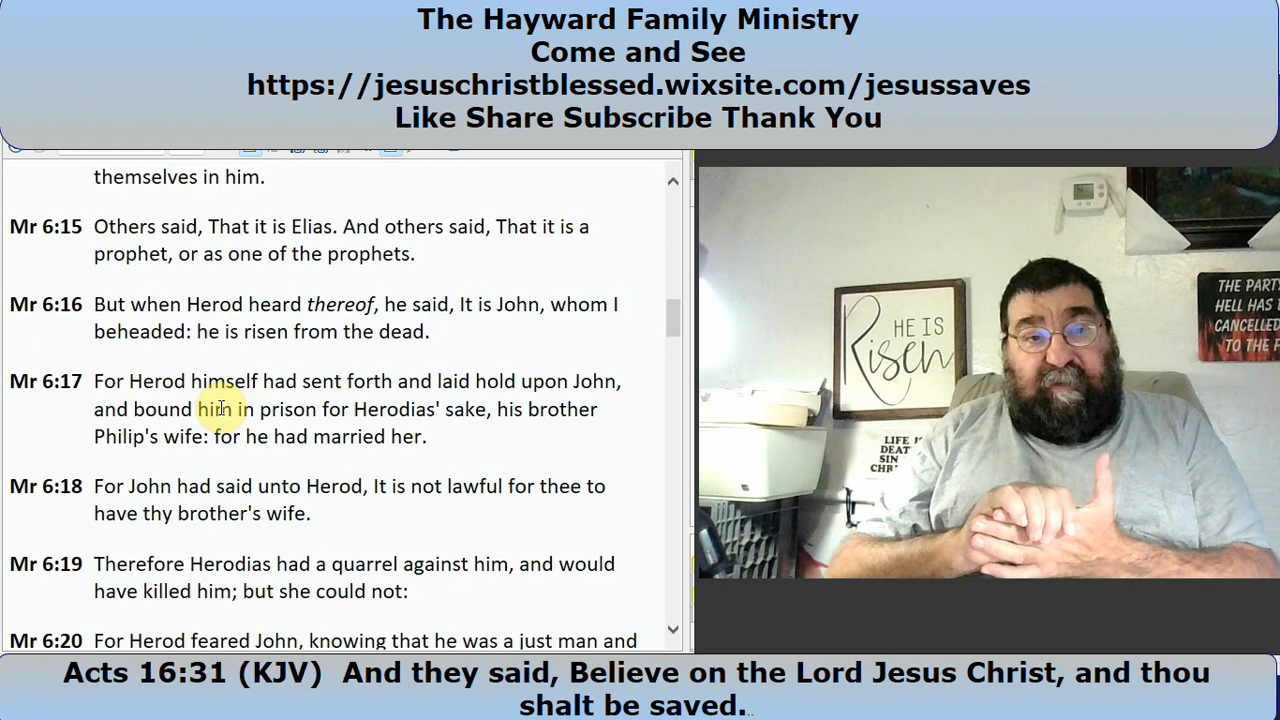 The Hayward Family Ministry
Come and See
https://jesuschristblessed.wixsite.com/jesussaves
Like Share Subscribe Thank You
themselves in him.
Mr 6:15 Others said, That it is Elias. And others said, That it is a
prophet, or as one of the prophets.
Mr 6:16 But when Herod heard thereof, he said, It is John, whom I
beheaded: he is risen from the dead.
Mr 6:17 For Herod himself had sent forth and laid hold upon John,
and bound him in prison for Herodias' sake, his brother
Philip's wife: for he had married her.
Mr 6:18 For John had said unto Herod, It is not lawful for thee to
have thy brother's wife.
Mr 6:19 Therefore Herodias had a quarrel against him, and would
have killed him; but she could not:
Mr 6:20 For Herod feared John, knowing that he was a just man and
HE IS
Risen
THE PARTY
HELL HAS
CANCELLED
TO THE
LIFE
DEAT
SIN
CHR
Acts 16:31 (KJV) And they said, Believe on the Lord Jesus Christ, and thou
shalt be saved...